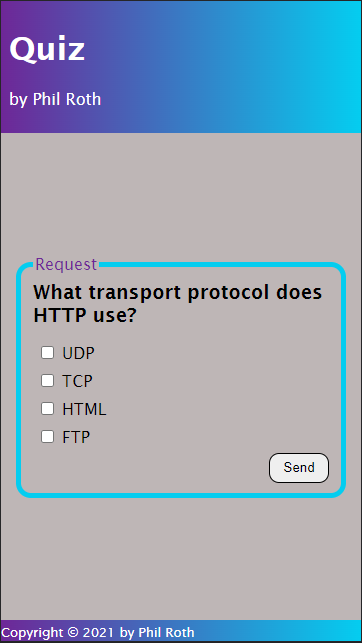 Quiz
by Phil Roth
Request
What transport protocol does
HTTP use?
UDP
TCP
HTML
FTP
Send
Copyright © 2021 by Phil Roth